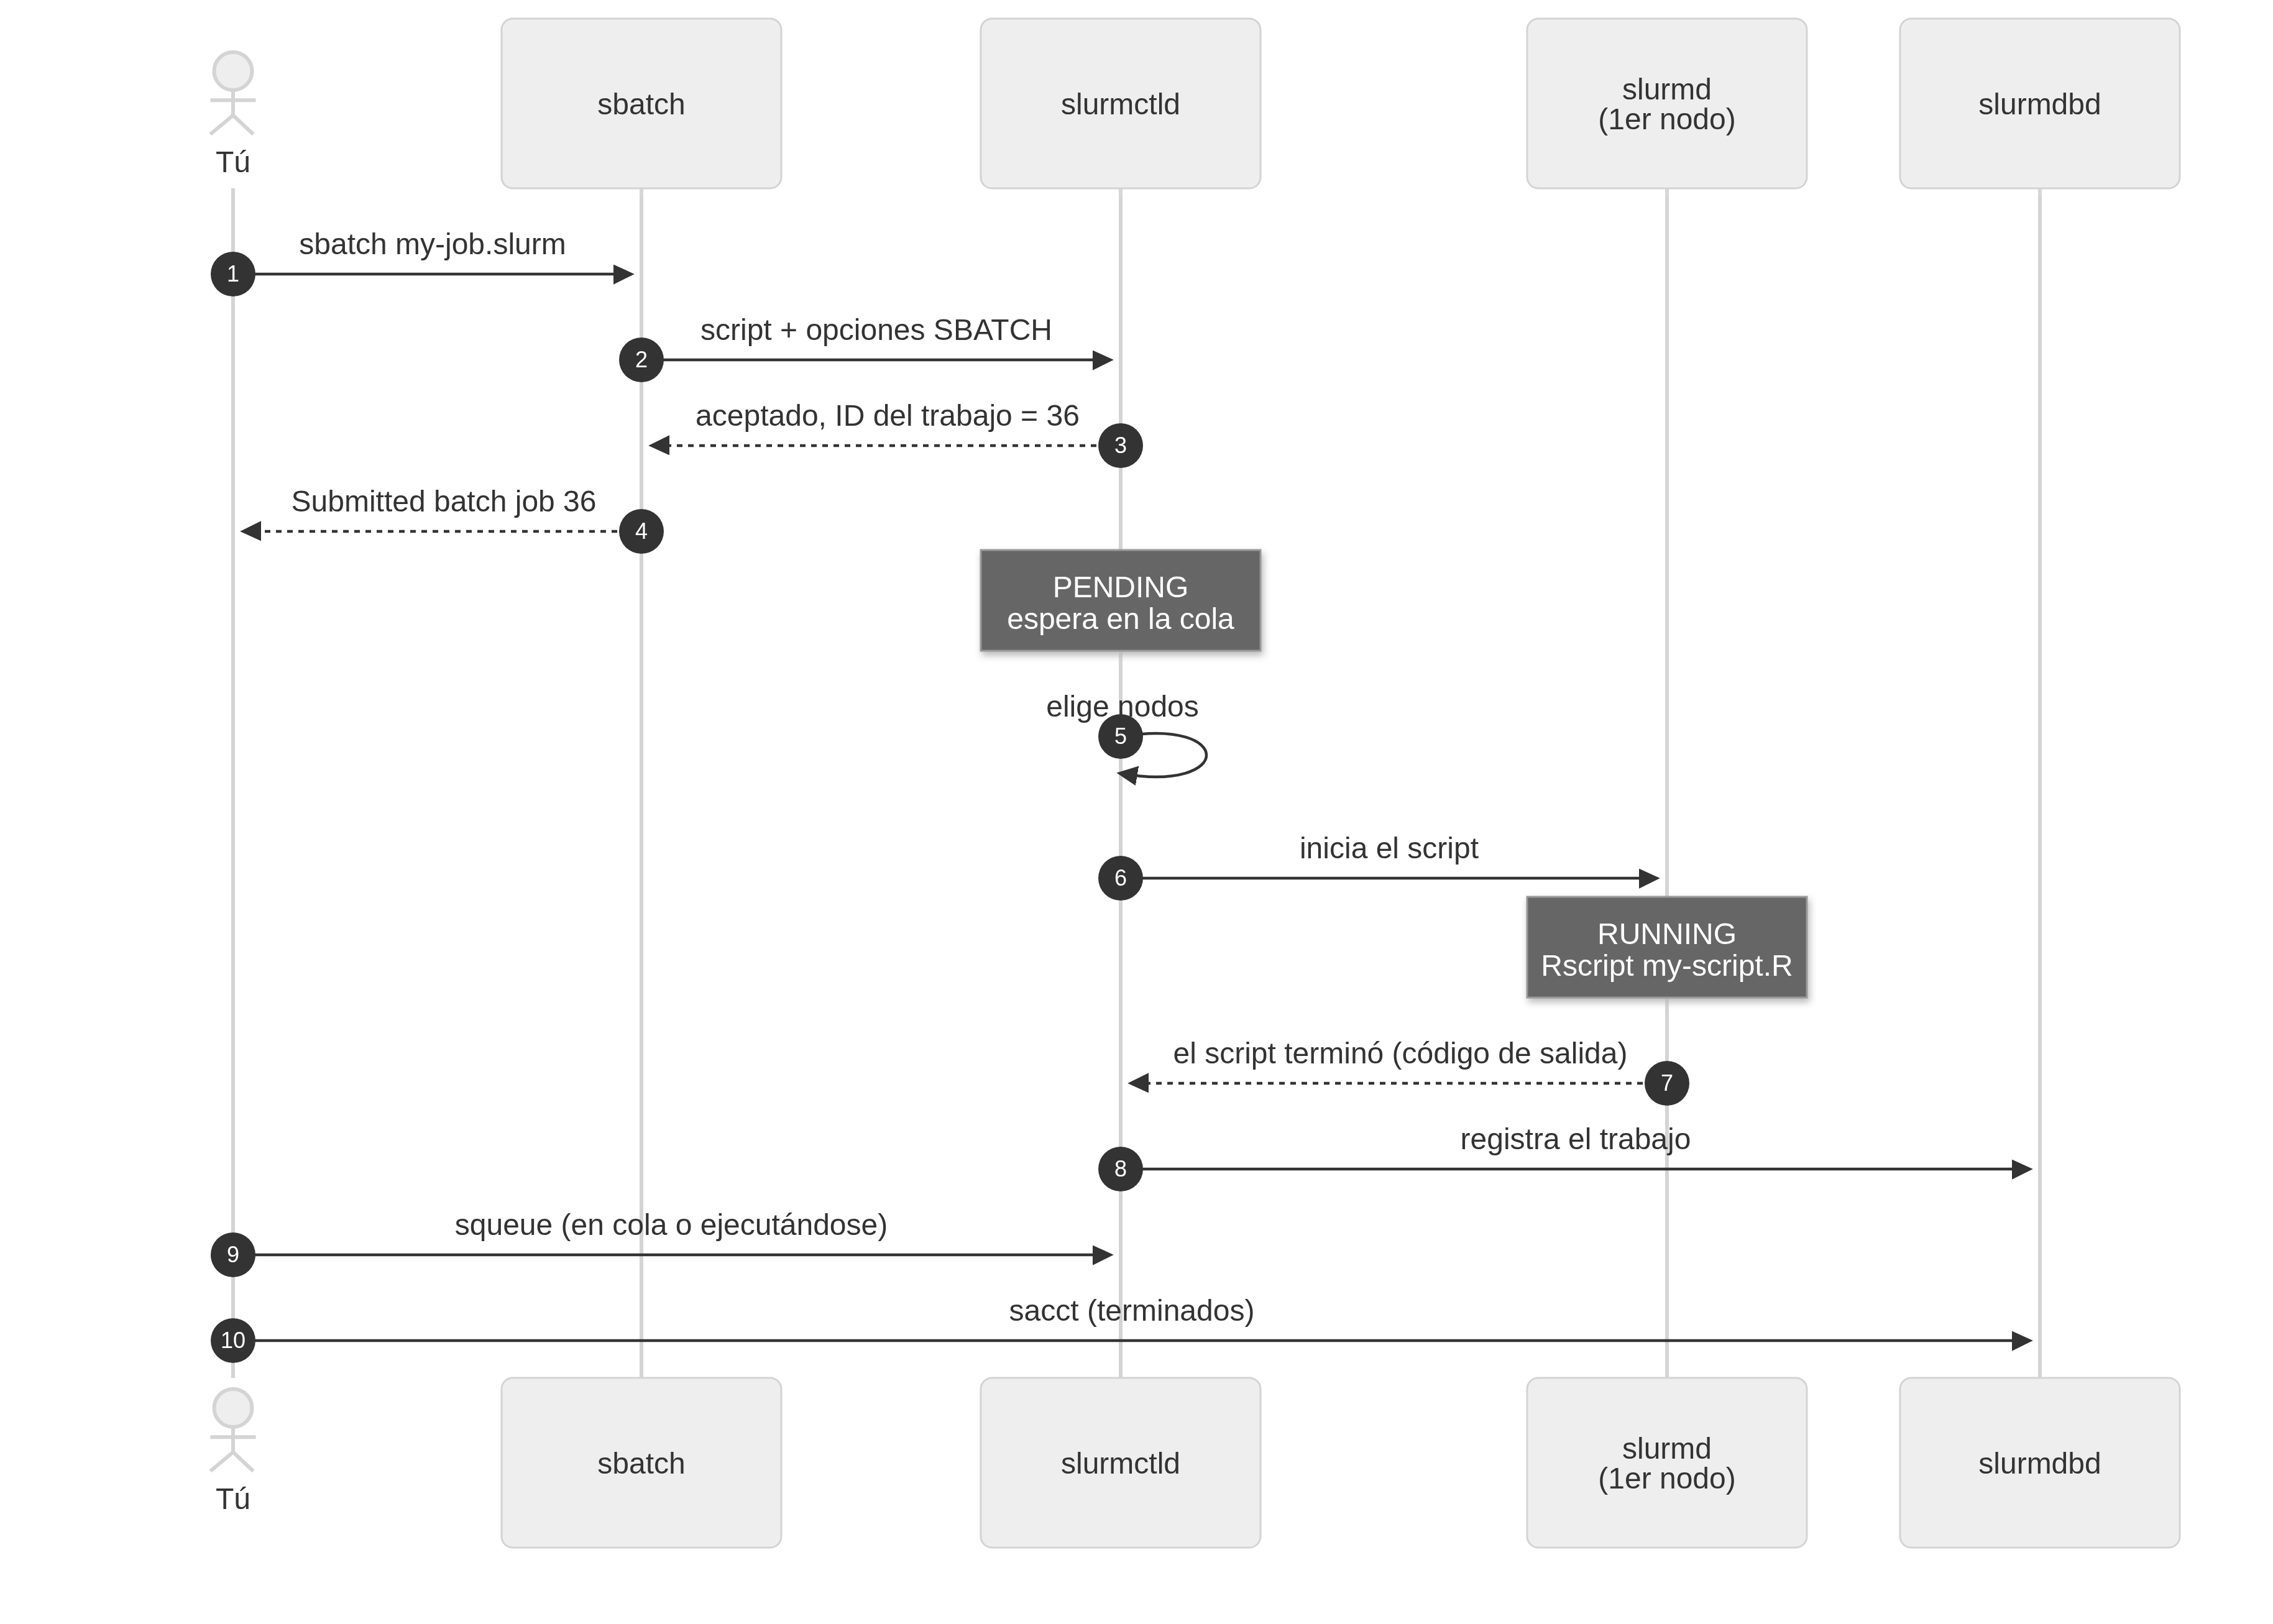 Tú
sbatch
slurmctld
slurmd
(1er nodo)
slurmdbd
sbatch my-job.slurm
1
script + opciones SBATCH
2
aceptado, ID del trabajo = 36
3
Submitted batch job 36
4
PENDING
espera en la cola
elige nodos
5
inicia el script
6
RUNNING
Rscript my-script.R
el script terminó (código de salida)
7
registra el trabajo
8
squeue (en cola o ejecutándose)
9
sacct (terminados)
10
Tú
sbatch
slurmctld
slurmd
(1er nodo)
slurmdbd